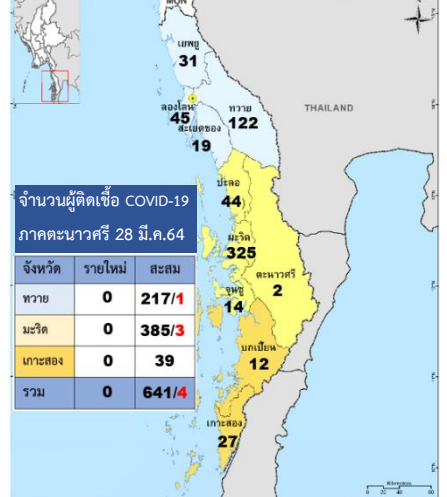 MON
เยพยู
31
ลองโลน
45
ทวาย
122
สะเยดชอง
19
THAILAND
ปะลอ
44
มะริด
325
ตะนาวศรี
2
จุนซู
14
บกเปี้ยน
12
เกาะสอง
27
จำนวนผู้ติดเชื้อ COVID-19
ภาคตะนาวศรี 28 มี.ค.64
จังหวัด รายใหม่ สะสม
ทวาย 0 217/1
มะริด 0 385/3
เกาะสอง 0 39
รวม 0 641/4
Kilometers